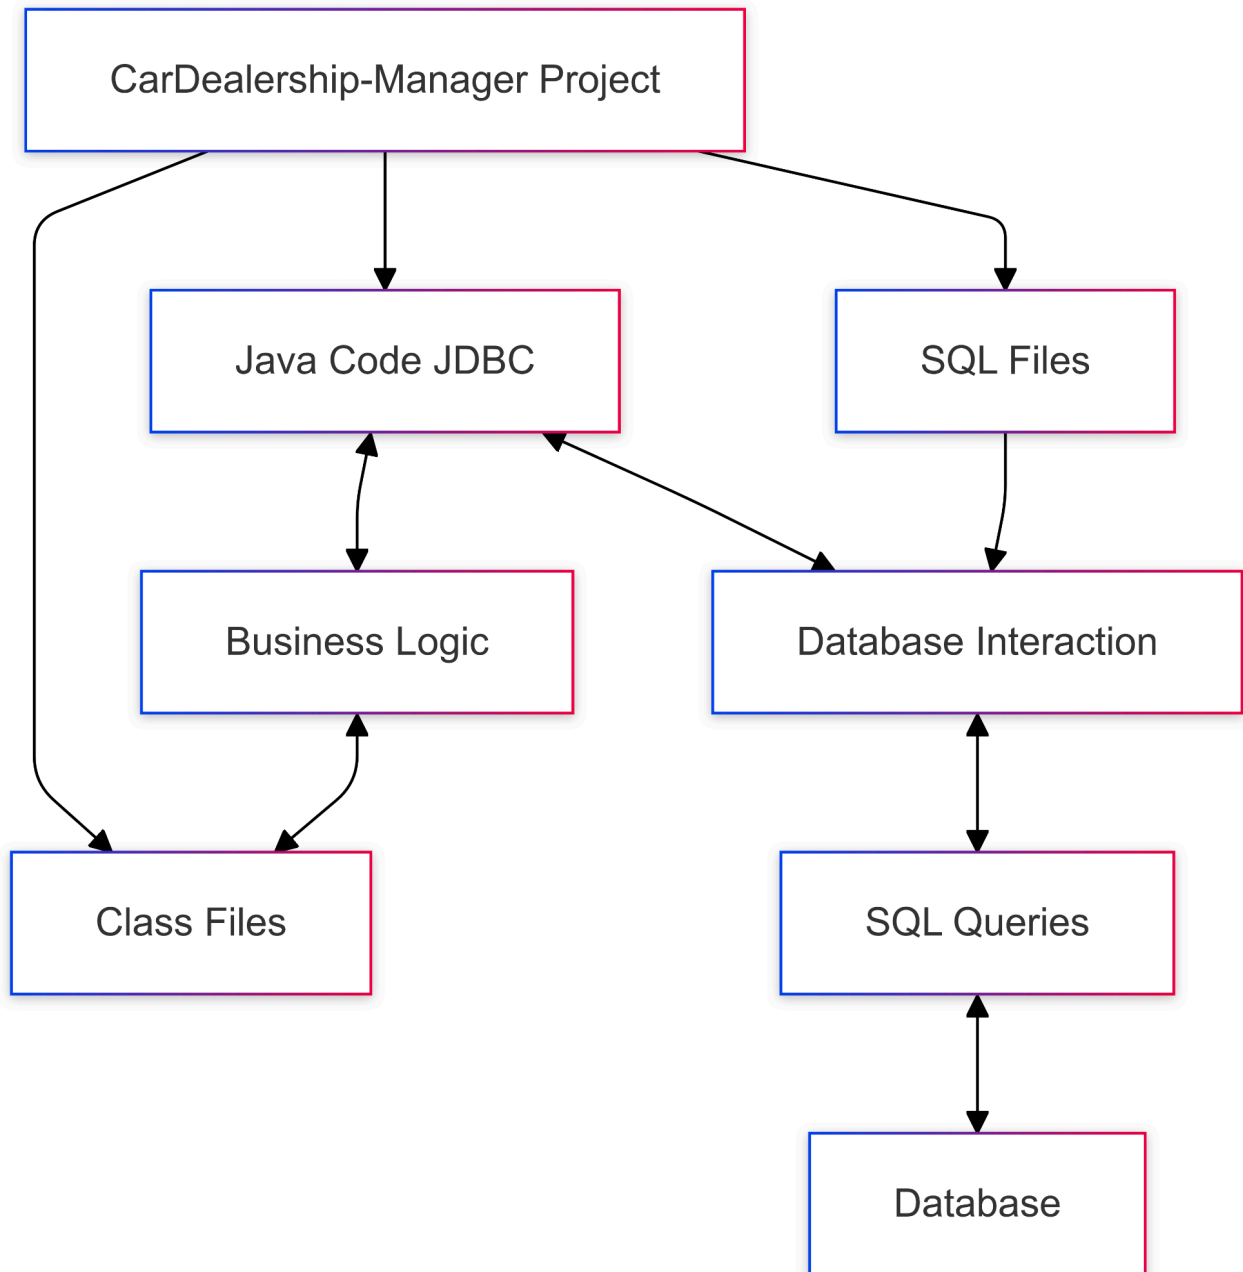 CarDealership-Manager Project
Java Code JDBC
SQL Files
Business Logic
Database Interaction
Class Files
SQL Queries
Database